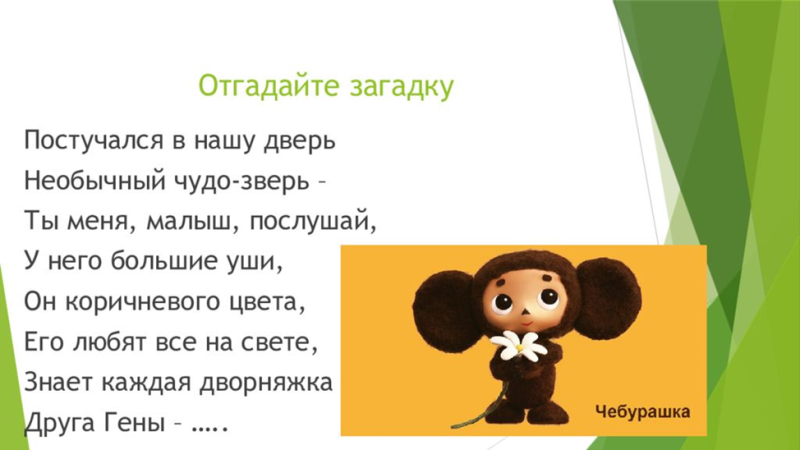 Отгадайте загадку
Постучался в нашу дверь
Необычный чудо-зверь –
Ты меня, малыш, послушай,
У него большие уши,
Он коричневого цвета,
Его любят все на свете,
Знает каждая дворняжка
Друга Гены – …..
Чебурашка